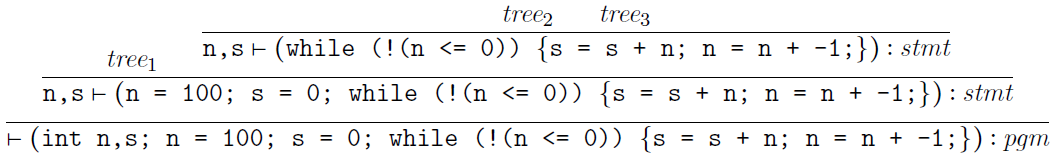 tree₂ tree₃
n,s ⊢ (while (!(n <= 0)) {s = s + n; n = n + -1;}) : stmt
tree₁
n,s ⊢ (n = 100; s = 0; while (!(n <= 0)) {s = s + n; n = n + -1;}) : stmt
⊢ (int n,s; n = 100; s = 0; while (!(n <= 0)) {s = s + n; n = n + -1;}) : pgm